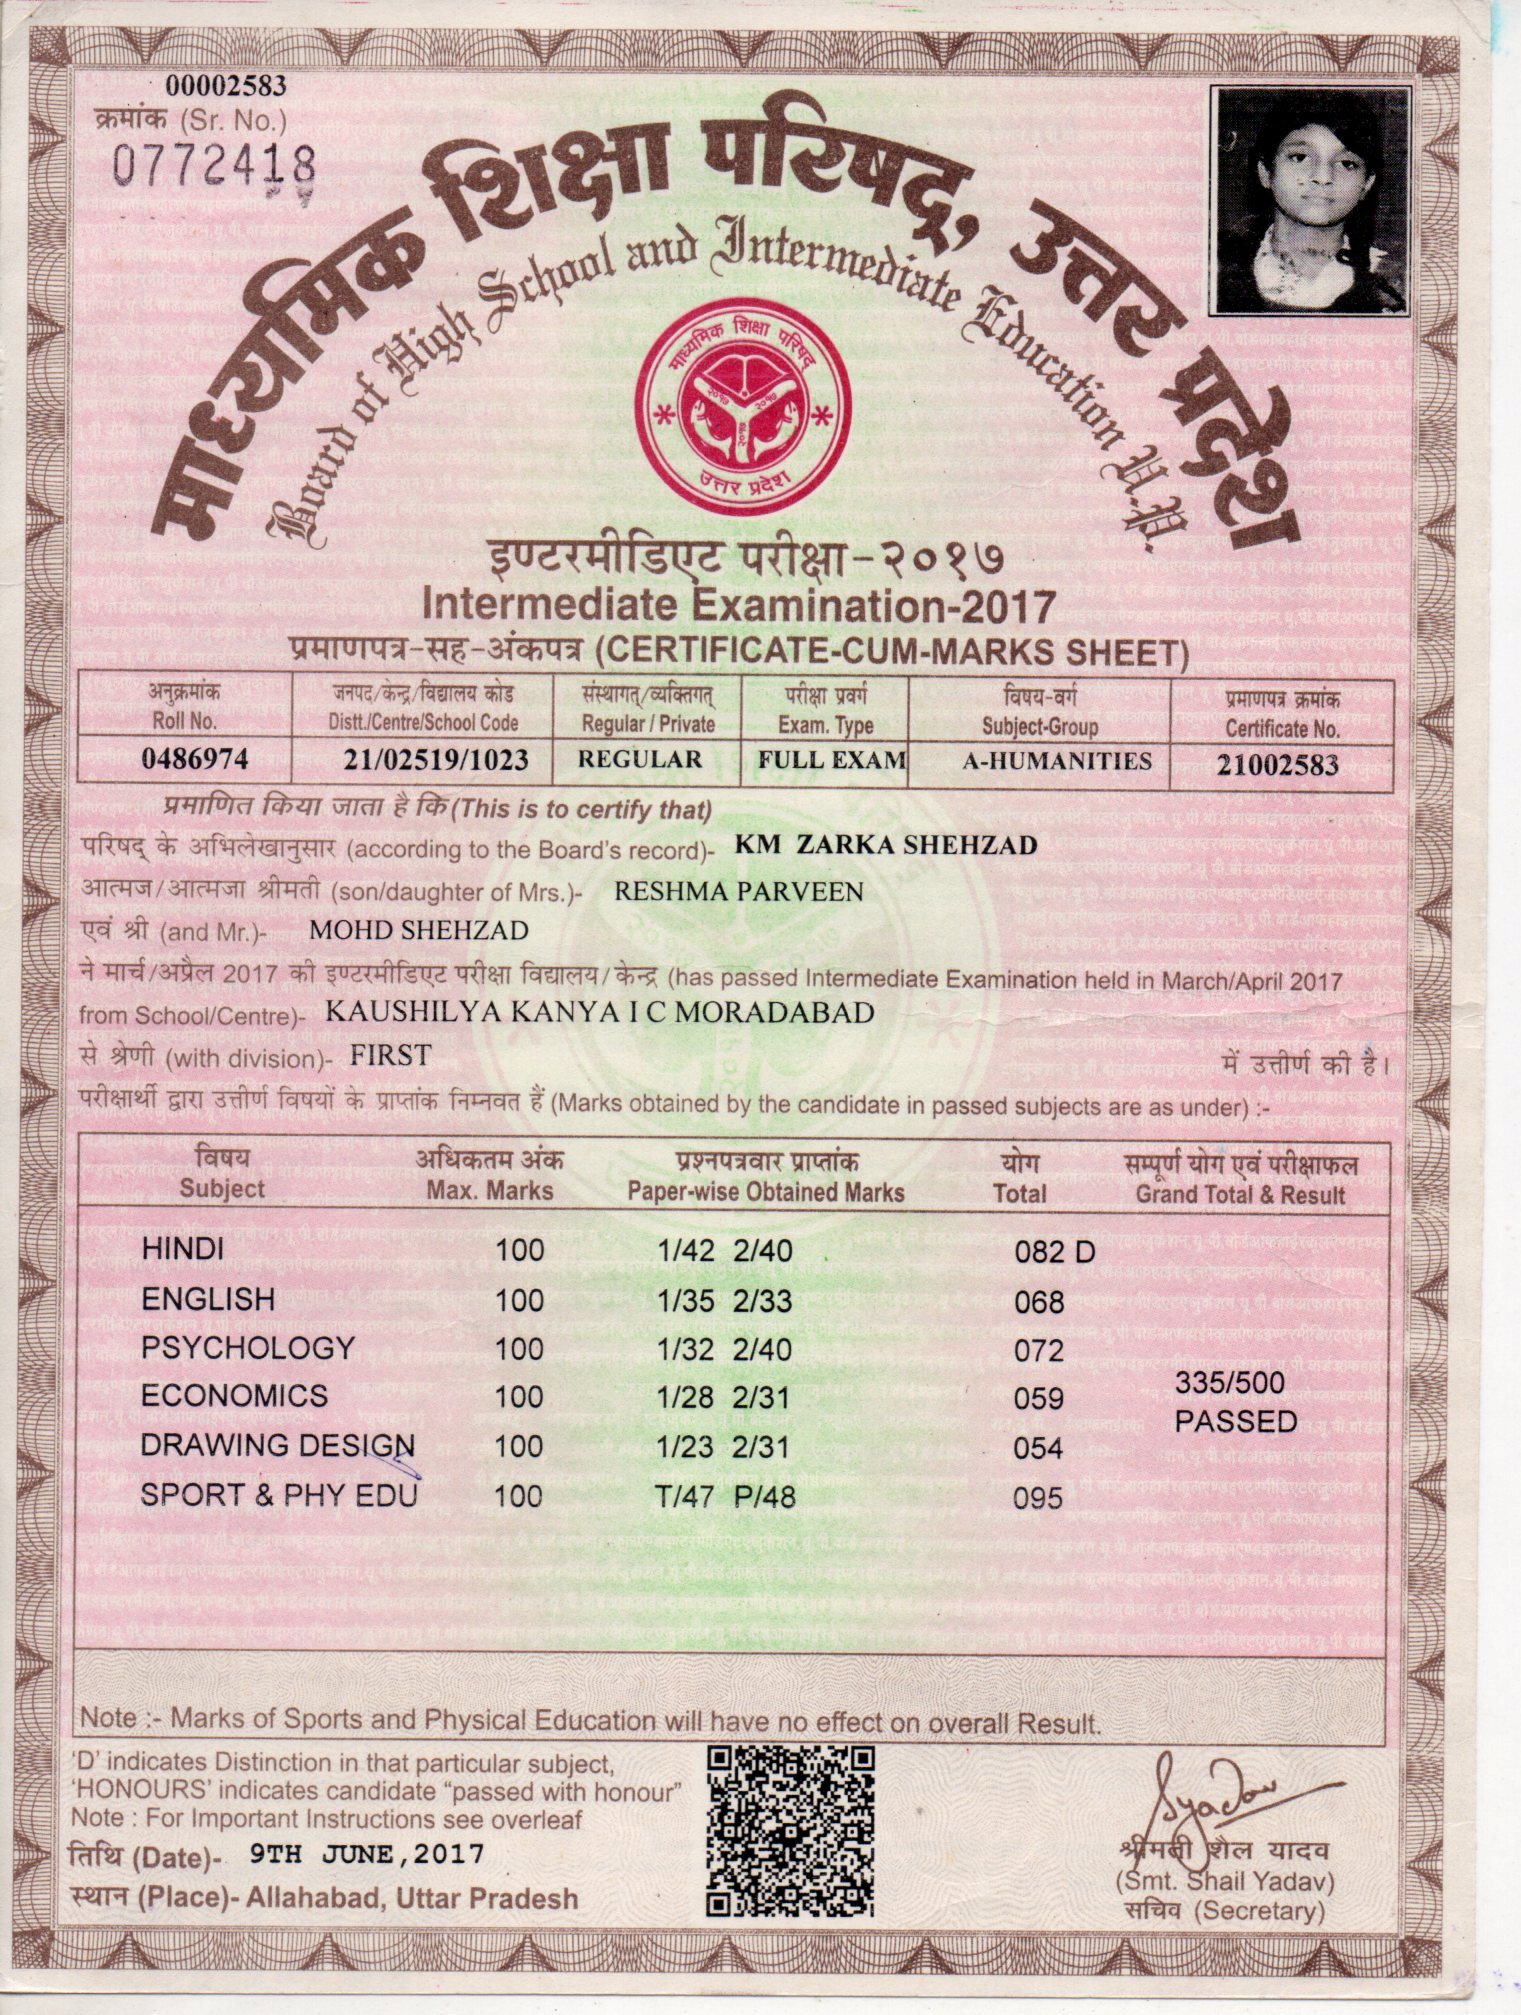 00002583
क्रमांक (Sr. No.)
0772418
माध्यमिक शिक्षा परिषद्, उत्तर प्रदेश
Board of High School and Intermediate Education U.P.
माध्यमिक शिक्षा परिषद्
२०१७ २०१७
२०१७
उत्तर प्रदेश
इण्टरमीडिएट परीक्षा-२०१७
Intermediate Examination-2017
प्रमाणपत्र-सह-अंकपत्र (CERTIFICATE-CUM-MARKS SHEET)
अनुक्रमांक जनपद/केन्द्र/विद्यालय कोड संस्थागत्/व्यक्तिगत् परीक्षा प्रवर्ग विषय-वर्ग प्रमाणपत्र क्रमांक
Roll No. Distt./Centre/School Code Regular / Private Exam. Type Subject-Group Certificate No.
0486974 21/02519/1023 REGULAR FULL EXAM A-HUMANITIES 21002583
प्रमाणित किया जाता है कि (This is to certify that)
परिषद् के अभिलेखानुसार (according to the Board's record)- KM ZARKA SHEHZAD
आत्मज/आत्मजा श्रीमती (son/daughter of Mrs.)- RESHMA PARVEEN
एवं श्री (and Mr.)- MOHD SHEHZAD
ने मार्च/अप्रैल 2017 की इण्टरमीडिएट परीक्षा विद्यालय/केन्द्र (has passed Intermediate Examination held in March/April 2017
from School/Centre)- KAUSHILYA KANYA I C MORADABAD
से श्रेणी (with division)- FIRST में उत्तीर्ण की है।
परीक्षार्थी द्वारा उत्तीर्ण विषयों के प्राप्तांक निम्नवत हैं (Marks obtained by the candidate in passed subjects are as under) :-
विषय अधिकतम अंक प्रश्नपत्रवार प्राप्तांक योग सम्पूर्ण योग एवं परीक्षाफल
Subject Max. Marks Paper-wise Obtained Marks Total Grand Total & Result
HINDI 100 1/42 2/40 082 D
ENGLISH 100 1/35 2/33 068
PSYCHOLOGY 100 1/32 2/40 072
ECONOMICS 100 1/28 2/31 059 335/500
PASSED
DRAWING DESIGN 100 1/23 2/31 054
SPORT & PHY EDU 100 T/47 P/48 095
Note :- Marks of Sports and Physical Education will have no effect on overall Result.
'D' indicates Distinction in that particular subject,
'HONOURS' indicates candidate "passed with honour"
Note : For Important Instructions see overleaf
तिथि (Date)- 9TH JUNE,2017
स्थान (Place)- Allahabad, Uttar Pradesh
Syadav
श्रीमती शैल यादव
(Smt. Shail Yadav)
सचिव (Secretary)